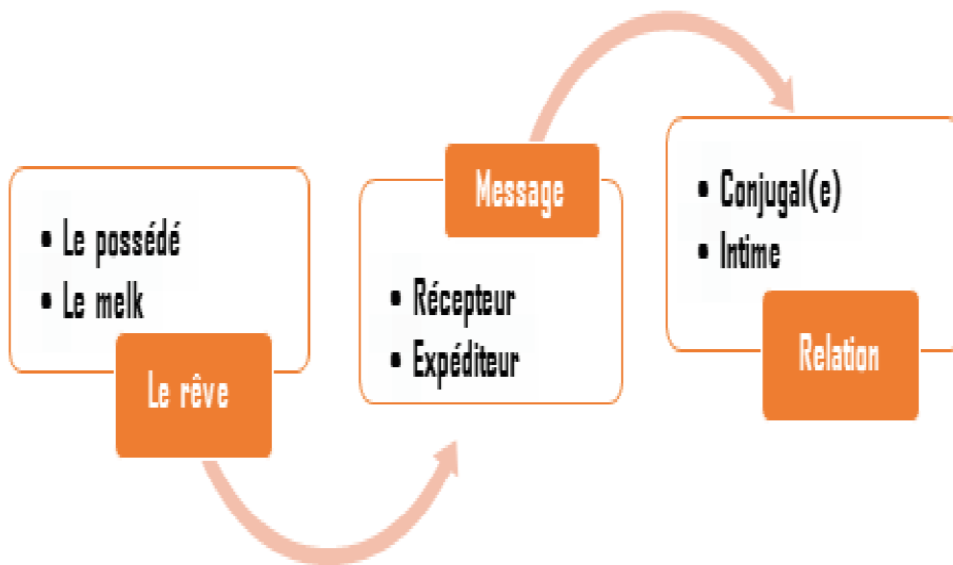 • Le possédé
• Le melk
Le rêve
Message
• Récepteur
• Expéditeur
• Conjugal(e)
• Intime
Relation